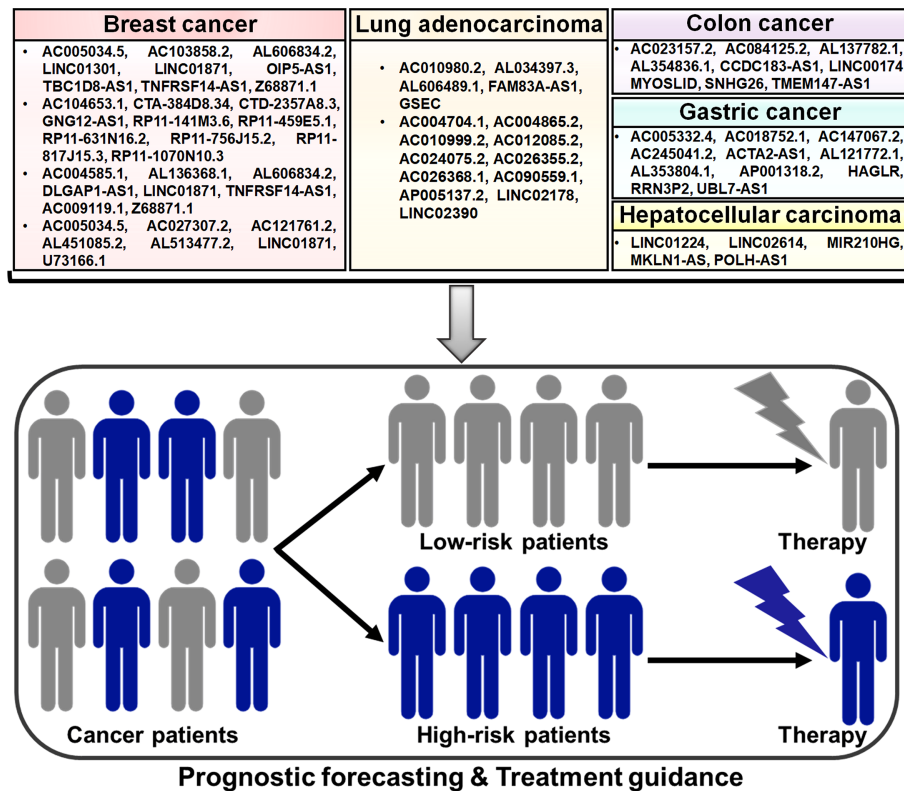 Breast cancer
• AC005034.5, AC103858.2, AL606834.2,
LINC01301, LINC01871, OIP5-AS1,
TBC1D8-AS1, TNFRSF14-AS1, Z68871.1
• AC104653.1, CTA-384D8.34, CTD-2357A8.3,
GNG12-AS1, RP11-141M3.6, RP11-459E5.1,
RP11-631N16.2, RP11-756J15.2, RP11-
817J15.3, RP11-1070N10.3
• AC004585.1, AL136368.1, AL606834.2,
DLGAP1-AS1, LINC01871, TNFRSF14-AS1,
AC009119.1, Z68871.1
• AC005034.5, AC027307.2, AC121761.2,
AL451085.2, AL513477.2, LINC01871,
U73166.1
Lung adenocarcinoma
• AC010980.2, AL034397.3,
AL606489.1, FAM83A-AS1,
GSEC
• AC004704.1, AC004865.2,
AC010999.2, AC012085.2,
AC024075.2, AC026355.2,
AC026368.1, AC090559.1,
AP005137.2, LINC02178,
LINC02390
Colon cancer
• AC023157.2, AC084125.2, AL137782.1,
AL354836.1, CCDC183-AS1, LINC00174,
MYOSLID, SNHG26, TMEM147-AS1
Gastric cancer
• AC005332.4, AC018752.1, AC147067.2,
AC245041.2, ACTA2-AS1, AL121772.1,
AL353804.1, AP001318.2, HAGLR,
RRN3P2, UBL7-AS1
Hepatocellular carcinoma
• LINC01224, LINC02614, MIR210HG,
MKLN1-AS, POLH-AS1
Low-risk patients
Therapy
Cancer patients
High-risk patients
Therapy
Prognostic forecasting & Treatment guidance